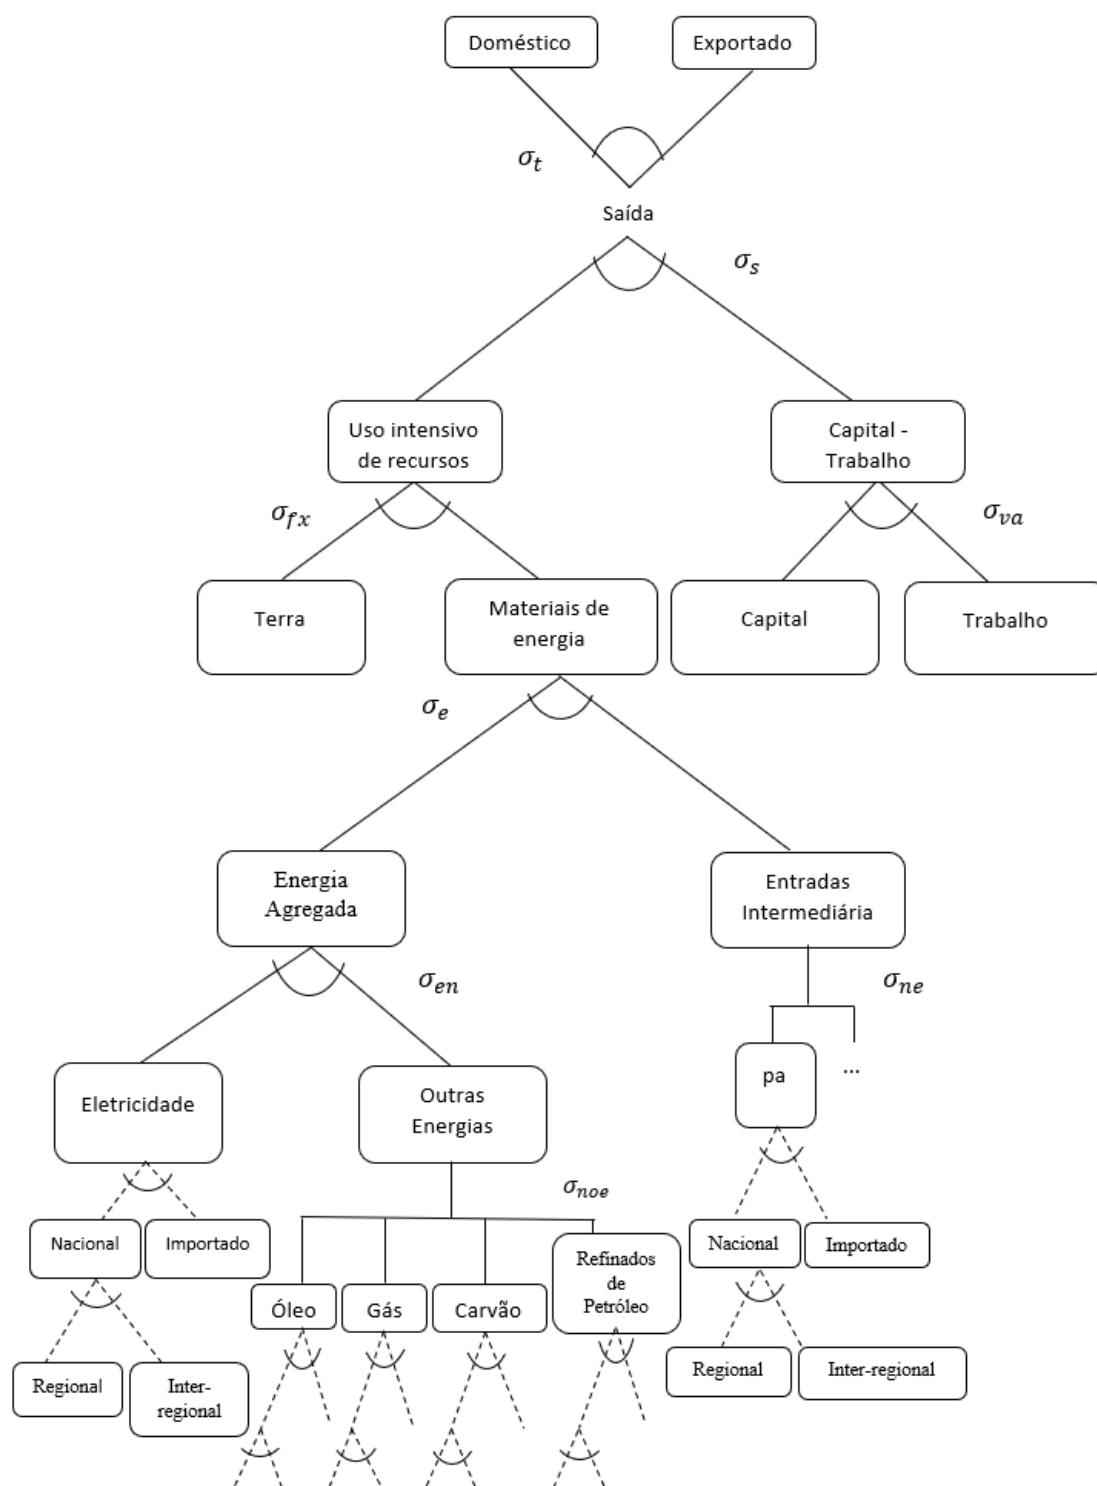 Doméstico
Exportado
σt
Saída
σs
Uso intensivo
de recursos
Capital -
Trabalho
σfx
σva
Terra
Materiais de
energia
Capital
Trabalho
σe
Energia
Agregada
Entradas
Intermediária
σen
σne
Eletricidade
Outras
Energias
pa
...
σnoe
Nacional
Importado
Óleo
Gás
Carvão
Refinados
de
Petróleo
Nacional
Importado
Regional
Inter-
regional
Regional
Inter-regional